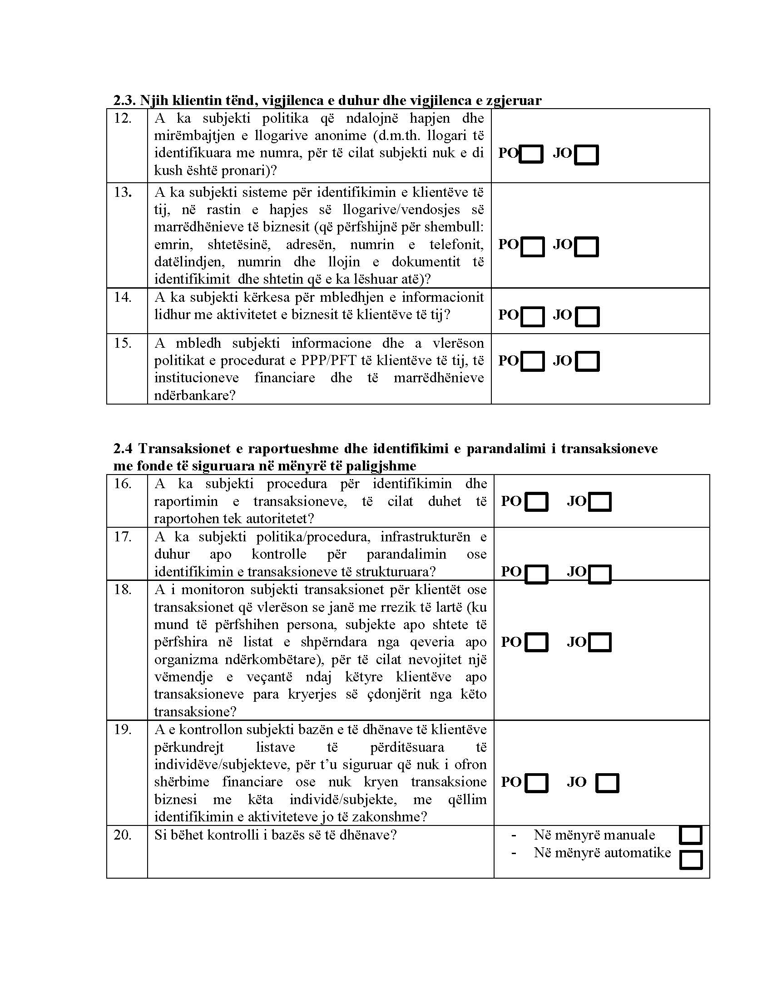 2.3. Njih klientin tënd, vigjilenca e duhur dhe vigjilenca e zgjeruar
12. A ka subjekti politika që ndalojnë hapjen dhe
mirëmbajtjen e llogarive anonime (d.m.th. llogari të
identifikuara me numra, për të cilat subjekti nuk e di
kush është pronari)?
PO JO
13. A ka subjekti sisteme për identifikimin e klientëve të
tij, në rastin e hapjes së llogarive/vendosjes së
marrëdhënieve të biznesit (që përfshijnë për shembull:
emrin, shtetësinë, adresën, numrin e telefonit,
datëlindjen, numrin dhe llojin e dokumentit të
identifikimit dhe shtetin që e ka lëshuar atë)?
PO JO
14. A ka subjekti kërkesa për mbledhjen e informacionit
lidhur me aktivitetet e biznesit të klientëve të tij?
PO JO
15. A mbledh subjekti informacione dhe a vlerëson
politikat e procedurat e PPP/PFT të klientëve të tij, të
institucioneve financiare dhe të marrëdhënieve
ndërbankare?
PO JO
2.4 Transaksionet e raportueshme dhe identifikimi e parandalimi i transaksioneve
me fonde të siguruara në mënyrë të paligjshme
16. A ka subjekti procedura për identifikimin dhe
raportimin e transaksioneve, të cilat duhet të
raportohen tek autoritetet?
PO JO
17. A ka subjekti politika/procedura, infrastrukturën e
duhur apo kontrolle për parandalimin ose
identifikimin e transaksioneve të strukturuara?
PO JO
18. A i monitoron subjekti transaksionet për klientët ose
transaksionet që vlerëson se janë me rrezik të lartë (ku
mund të përfshihen persona, subjekte apo shtete të
përfshira në listat e shpërndara nga qeveria apo
organizma ndërkombëtare), për të cilat nevojitet një
vëmendje e veçantë ndaj këtyre klientëve apo
transaksioneve para kryerjes së çdonjërit nga këto
transaksione?
PO JO
19. A e kontrollon subjekti bazën e të dhënave të klientëve
përkundrejt listave të përditësuara të
individëve/subjekteve, për t’u siguruar që nuk i ofron
shërbime financiare ose nuk kryen transaksione
biznesi me këta individë/subjekte, me qëllim
identifikimin e aktiviteteve jo të zakonshme?
PO JO
20. Si bëhet kontrolli i bazës së të dhënave?
- Në mënyrë manuale
- Në mënyrë automatike